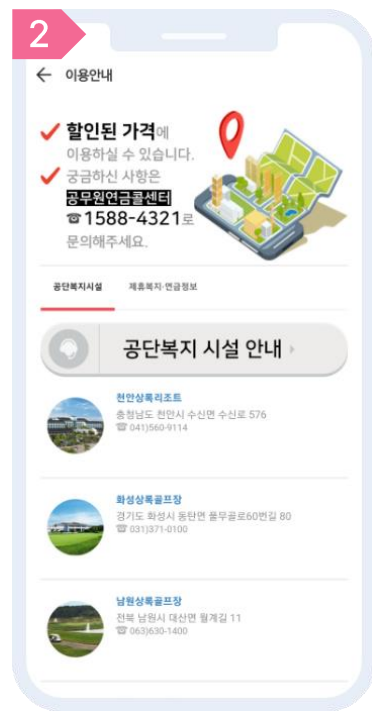 2
이용안내
할인된 가격에
이용하실 수 있습니다.
궁금하신 사항은
공무원연금콜센터
☎1588-4321로
문의해주세요.
공단복지시설 제휴복지·연금정보
공단복지 시설 안내
천안상록리조트
충청남도 천안시 수신면 수신로 576
☎ 041)560-9114
화성상록골프장
경기도 화성시 동탄면 풀무골로60번길 80
☎ 031)371-0100
남원상록골프장
전북 남원시 대산면 월계길 11
☎ 063)630-1400